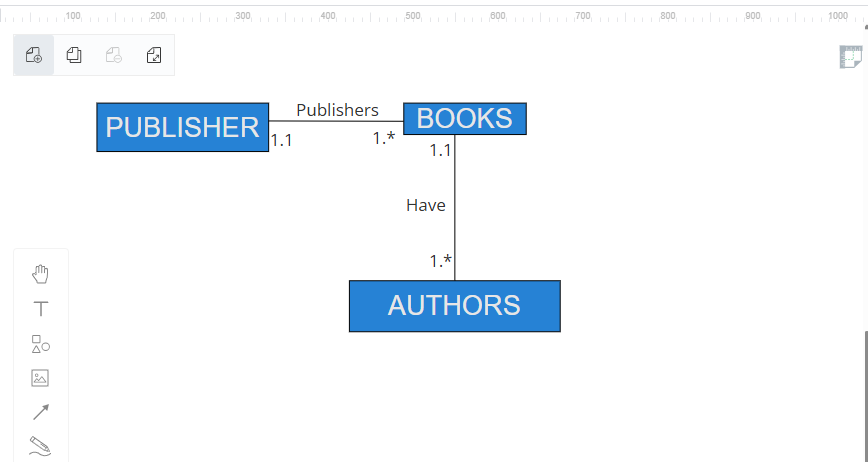 100 200 300 400 500 600 700 800 900 1000
Publishers
PUBLISHER BOOKS
1.1 1.*
1.1
Have
1.*
AUTHORS